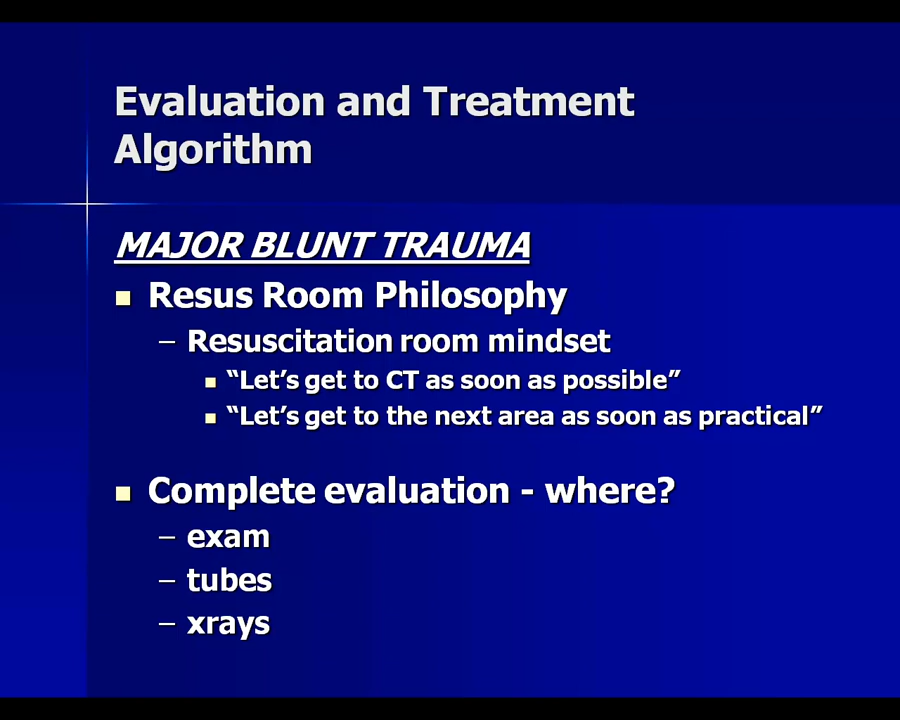 Evaluation and Treatment
Algorithm
MAJOR BLUNT TRAUMA
Resus Room Philosophy
– Resuscitation room mindset
“Let’s get to CT as soon as possible”
“Let’s get to the next area as soon as practical”
Complete evaluation - where?
– exam
– tubes
– xrays